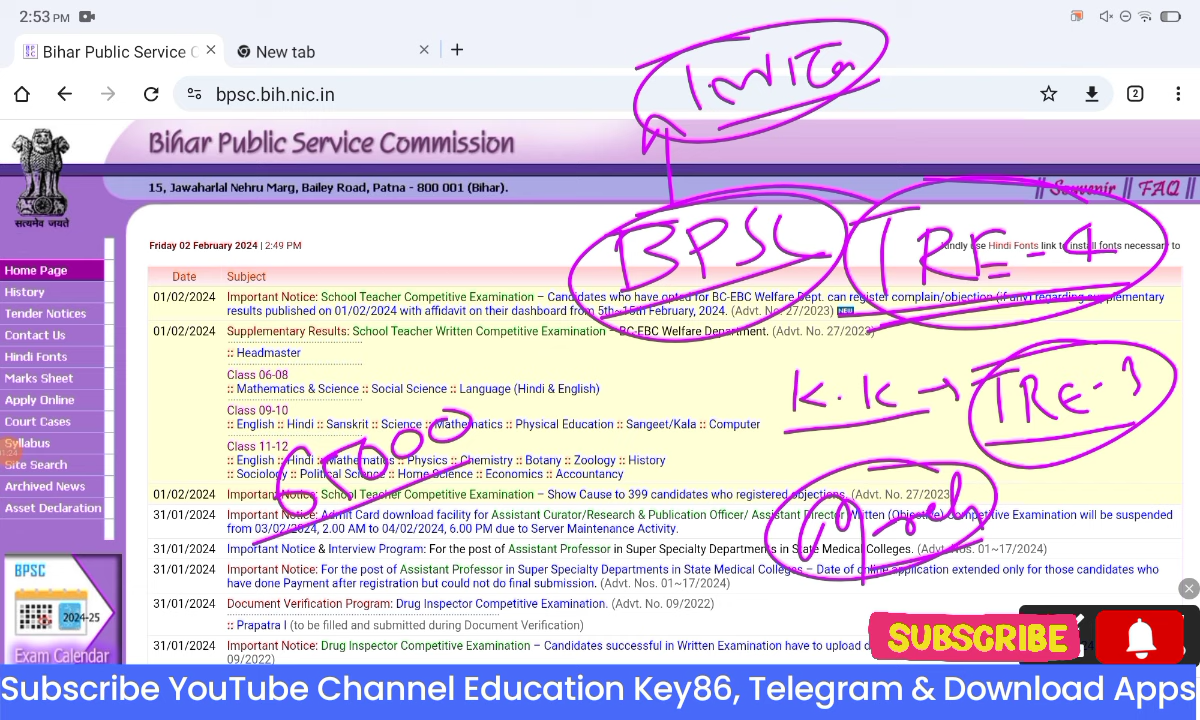 2:53 PM
Bihar Public Service C
New tab
bpsc.bih.nic.in
2
Bihar Public Service Commission
15, Jawaharlal Nehru Marg, Bailey Road, Patna - 800 001 (Bihar).
Souvenir || FAQ ||
सत्यमेव जयते
BPSC TRE-4
Friday 02 February 2024 | 2:49 PM
Kindly use Hindi Fonts link to install fonts necessary to
Home Page
History
Tender Notices
Contact Us
Hindi Fonts
Marks Sheet
Apply Online
Court Cases
Syllabus
Site Search
Archived News
Asset Declaration
Date Subject
01/02/2024 Important Notice: School Teacher Competitive Examination – Candidates who have opted for BC-EBC Welfare Dept. can register complain/objection (if any) regarding supplementary
results published on 01/02/2024 with affidavit on their dashboard from 5th~15th February, 2024. (Advt. No. 27/2023) NEW
01/02/2024 Supplementary Results: School Teacher Written Competitive Examination – BC-EBC Welfare Department. (Advt. No. 27/2023)
:: Headmaster
Class 06-08
:: Mathematics & Science :: Social Science :: Language (Hindi & English)
K.K → TRE-3
Class 09-10
:: English :: Hindi :: Sanskrit :: Science :: Mathematics :: Physical Education :: Sangeet/Kala :: Computer
65000
Class 11-12
:: English :: Hindi :: Mathematics :: Physics :: Chemistry :: Botany :: Zoology :: History
:: Sociology :: Political Science :: Home Science :: Economics :: Accountancy
01/02/2024 Important Notice: School Teacher Competitive Examination – Show Cause to 399 candidates who registered objections. (Advt. No. 27/2023)
31/01/2024 Important Notice: Admit Card download facility for Assistant Curator/Research & Publication Officer/ Assistant Director Written (Objective) Competitive Examination will be suspended
from 03/02/2024, 2.00 AM to 04/02/2024, 6.00 PM due to Server Maintenance Activity.
31/01/2024 Important Notice & Interview Program: For the post of Assistant Professor in Super Specialty Departments in State Medical Colleges. (Advt. Nos. 01~17/2024)
31/01/2024 Important Notice: For the post of Assistant Professor in Super Specialty Departments in State Medical Colleges – Date of online application extended only for those candidates who
have done Payment after registration but could not do final submission. (Advt. Nos. 01~17/2024)
31/01/2024 Document Verification Program: Drug Inspector Competitive Examination. (Advt. No. 09/2022)
:: Prapatra I (to be filled and submitted during Document Verification)
31/01/2024 Important Notice: Drug Inspector Competitive Examination – Candidates successful in Written Examination have to upload d
09/2022)
BPSC
2024-25
Exam Calendar
SUBSCRIBE
Subscribe YouTube Channel Education Key86, Telegram & Download Apps